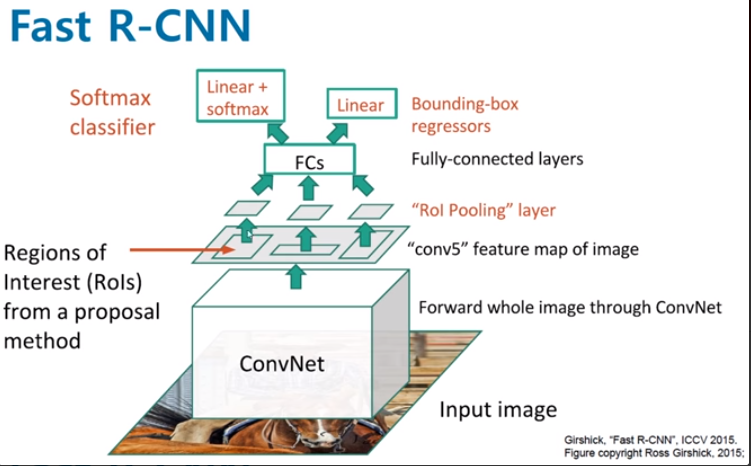 Fast R-CNN
Softmax
classifier
Linear +
softmax
Linear
Bounding-box
regressors
FCs
Fully-connected layers
“RoI Pooling” layer
Regions of
Interest (RoIs)
from a proposal
method
“conv5” feature map of image
Forward whole image through ConvNet
ConvNet
Input image
Girshick, “Fast R-CNN”, ICCV 2015.
Figure copyright Ross Girshick, 2015;